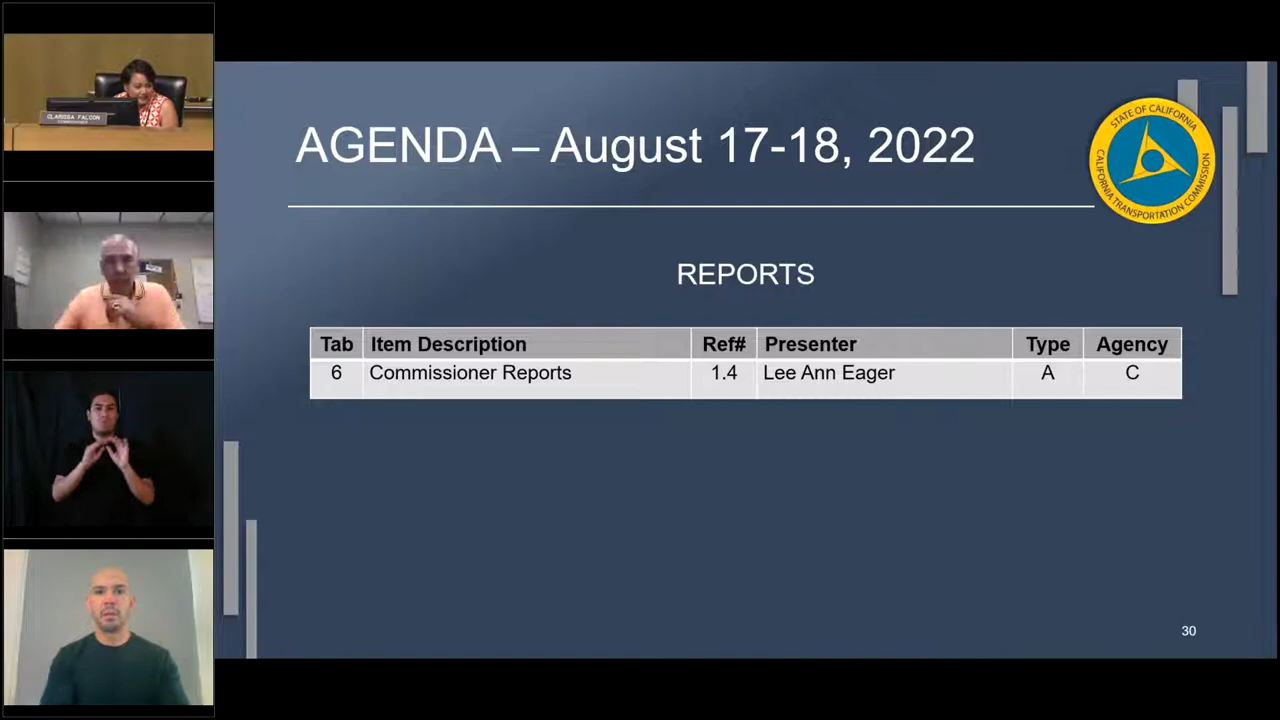 CLARISSA FALCON
COMMISSIONER
AGENDA – August 17-18, 2022
STATE OF CALIFORNIA
CALIFORNIA TRANSPORTATION COMMISSION
REPORTS
Tab Item Description Ref# Presenter Type Agency
6 Commissioner Reports 1.4 Lee Ann Eager A C
30